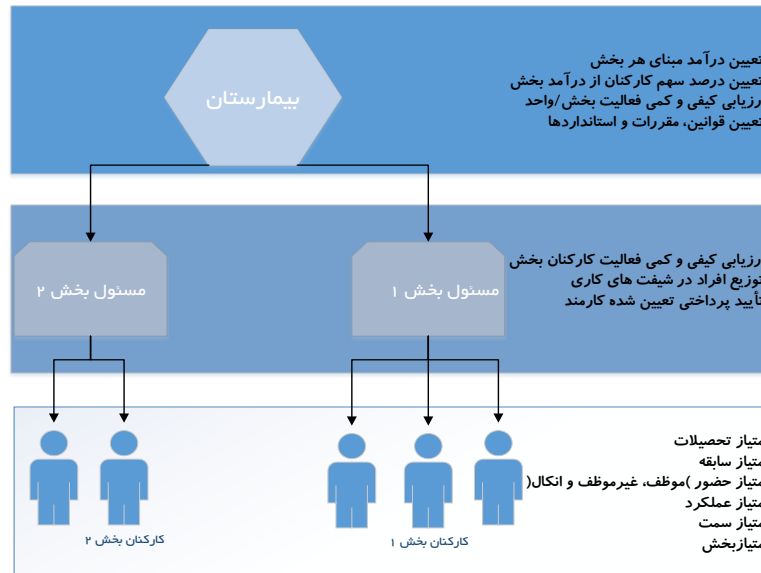 بیمارستان
تعیین درآمد مبنای هر بخش
تعیین درصد سهم کارکنان از درآمد بخش
رزیابی کیفی و کمی فعالیت بخش/واحد
تعیین قوانین، مقررات و استانداردها
مسئول بخش ۱
مسئول بخش ۲
رزیابی کیفی و کمی فعالیت کارکنان بخش
توزیع افراد در شیفت های کاری
تأیید پرداختی تعیین شده کارمند
متیاز تحصیلات
متیاز سابقه
متیاز حضور )موظف، غیرموظف و انکال(
متیاز عملکرد
متیاز سمت
متیازبخش
کارکنان بخش ۱
کارکنان بخش ۲